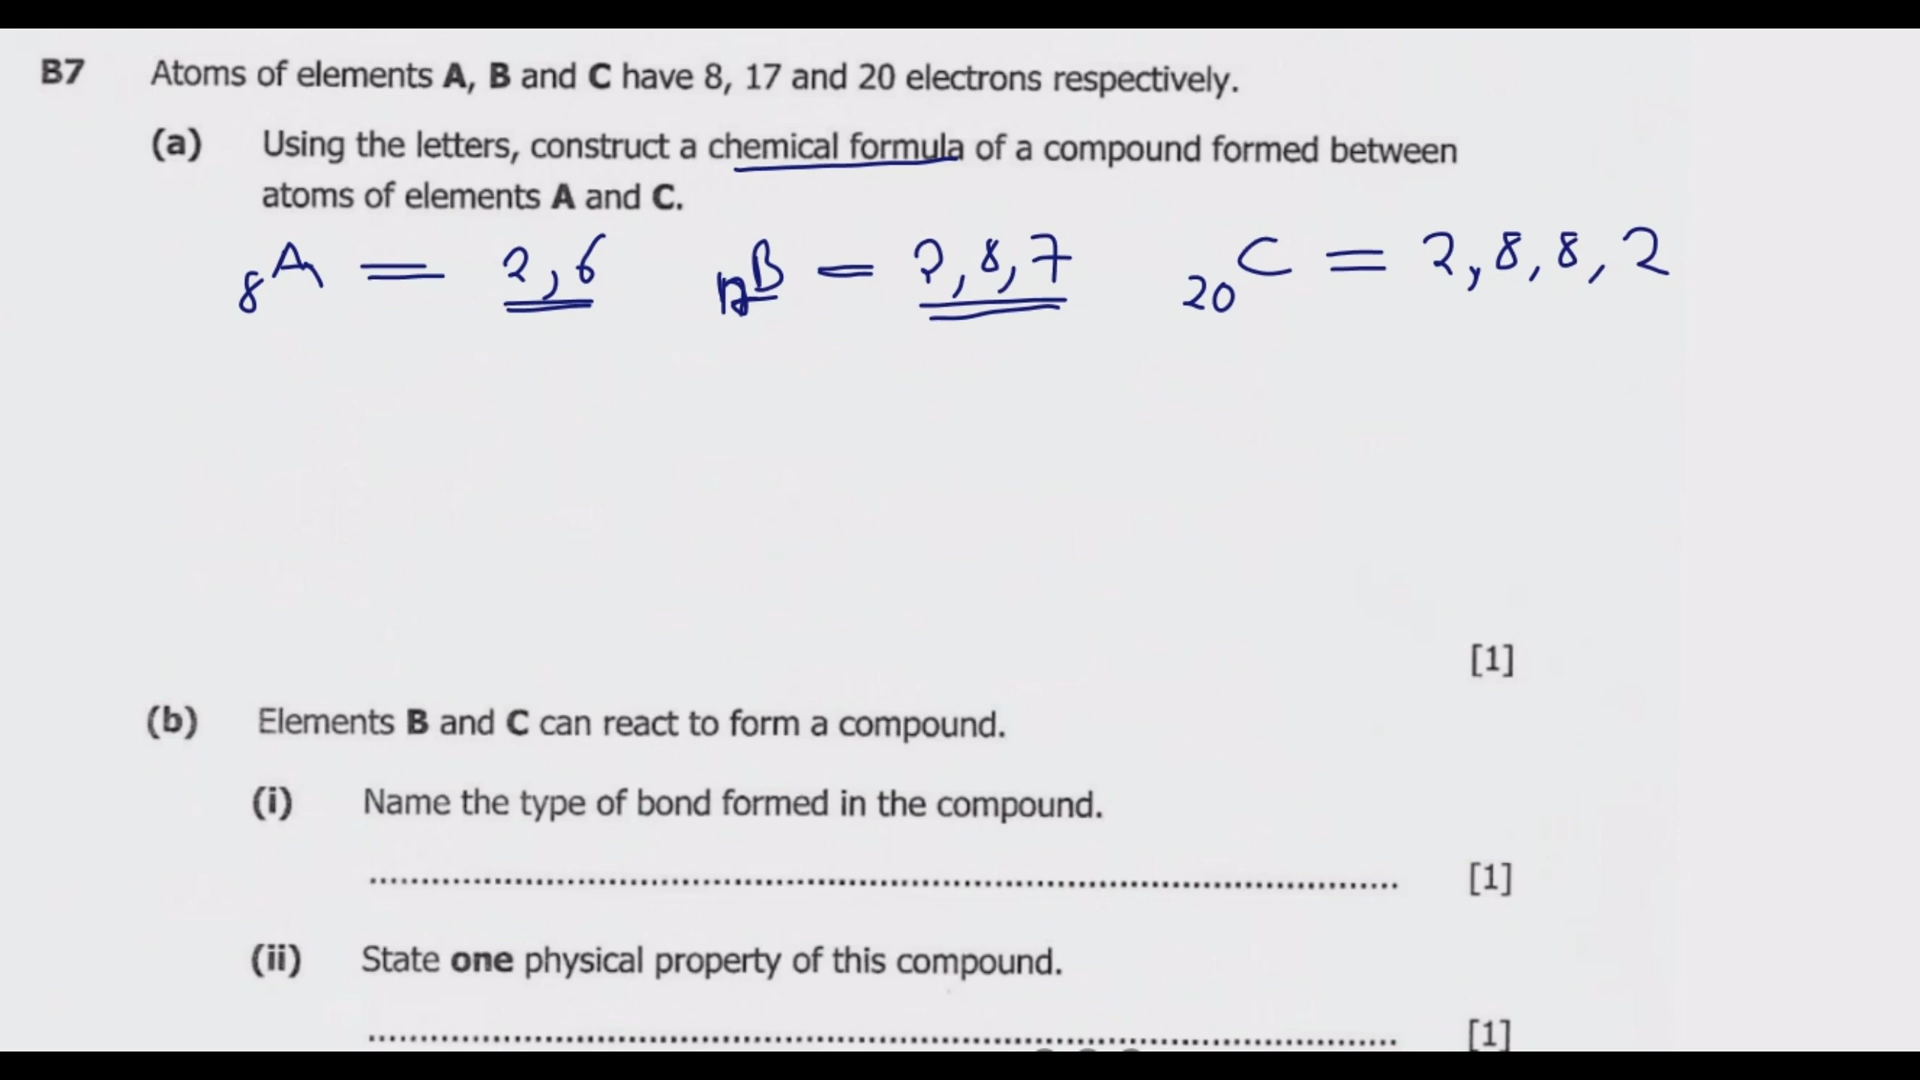 B7 Atoms of elements A, B and C have 8, 17 and 20 electrons respectively.
(a) Using the letters, construct a chemical formula of a compound formed between
atoms of elements A and C.
8A = 2,6 17B = 2,8,7 20C = 2,8,8,2
[1]
(b) Elements B and C can react to form a compound.
(i) Name the type of bond formed in the compound.
[1]
(ii) State one physical property of this compound.
[1]